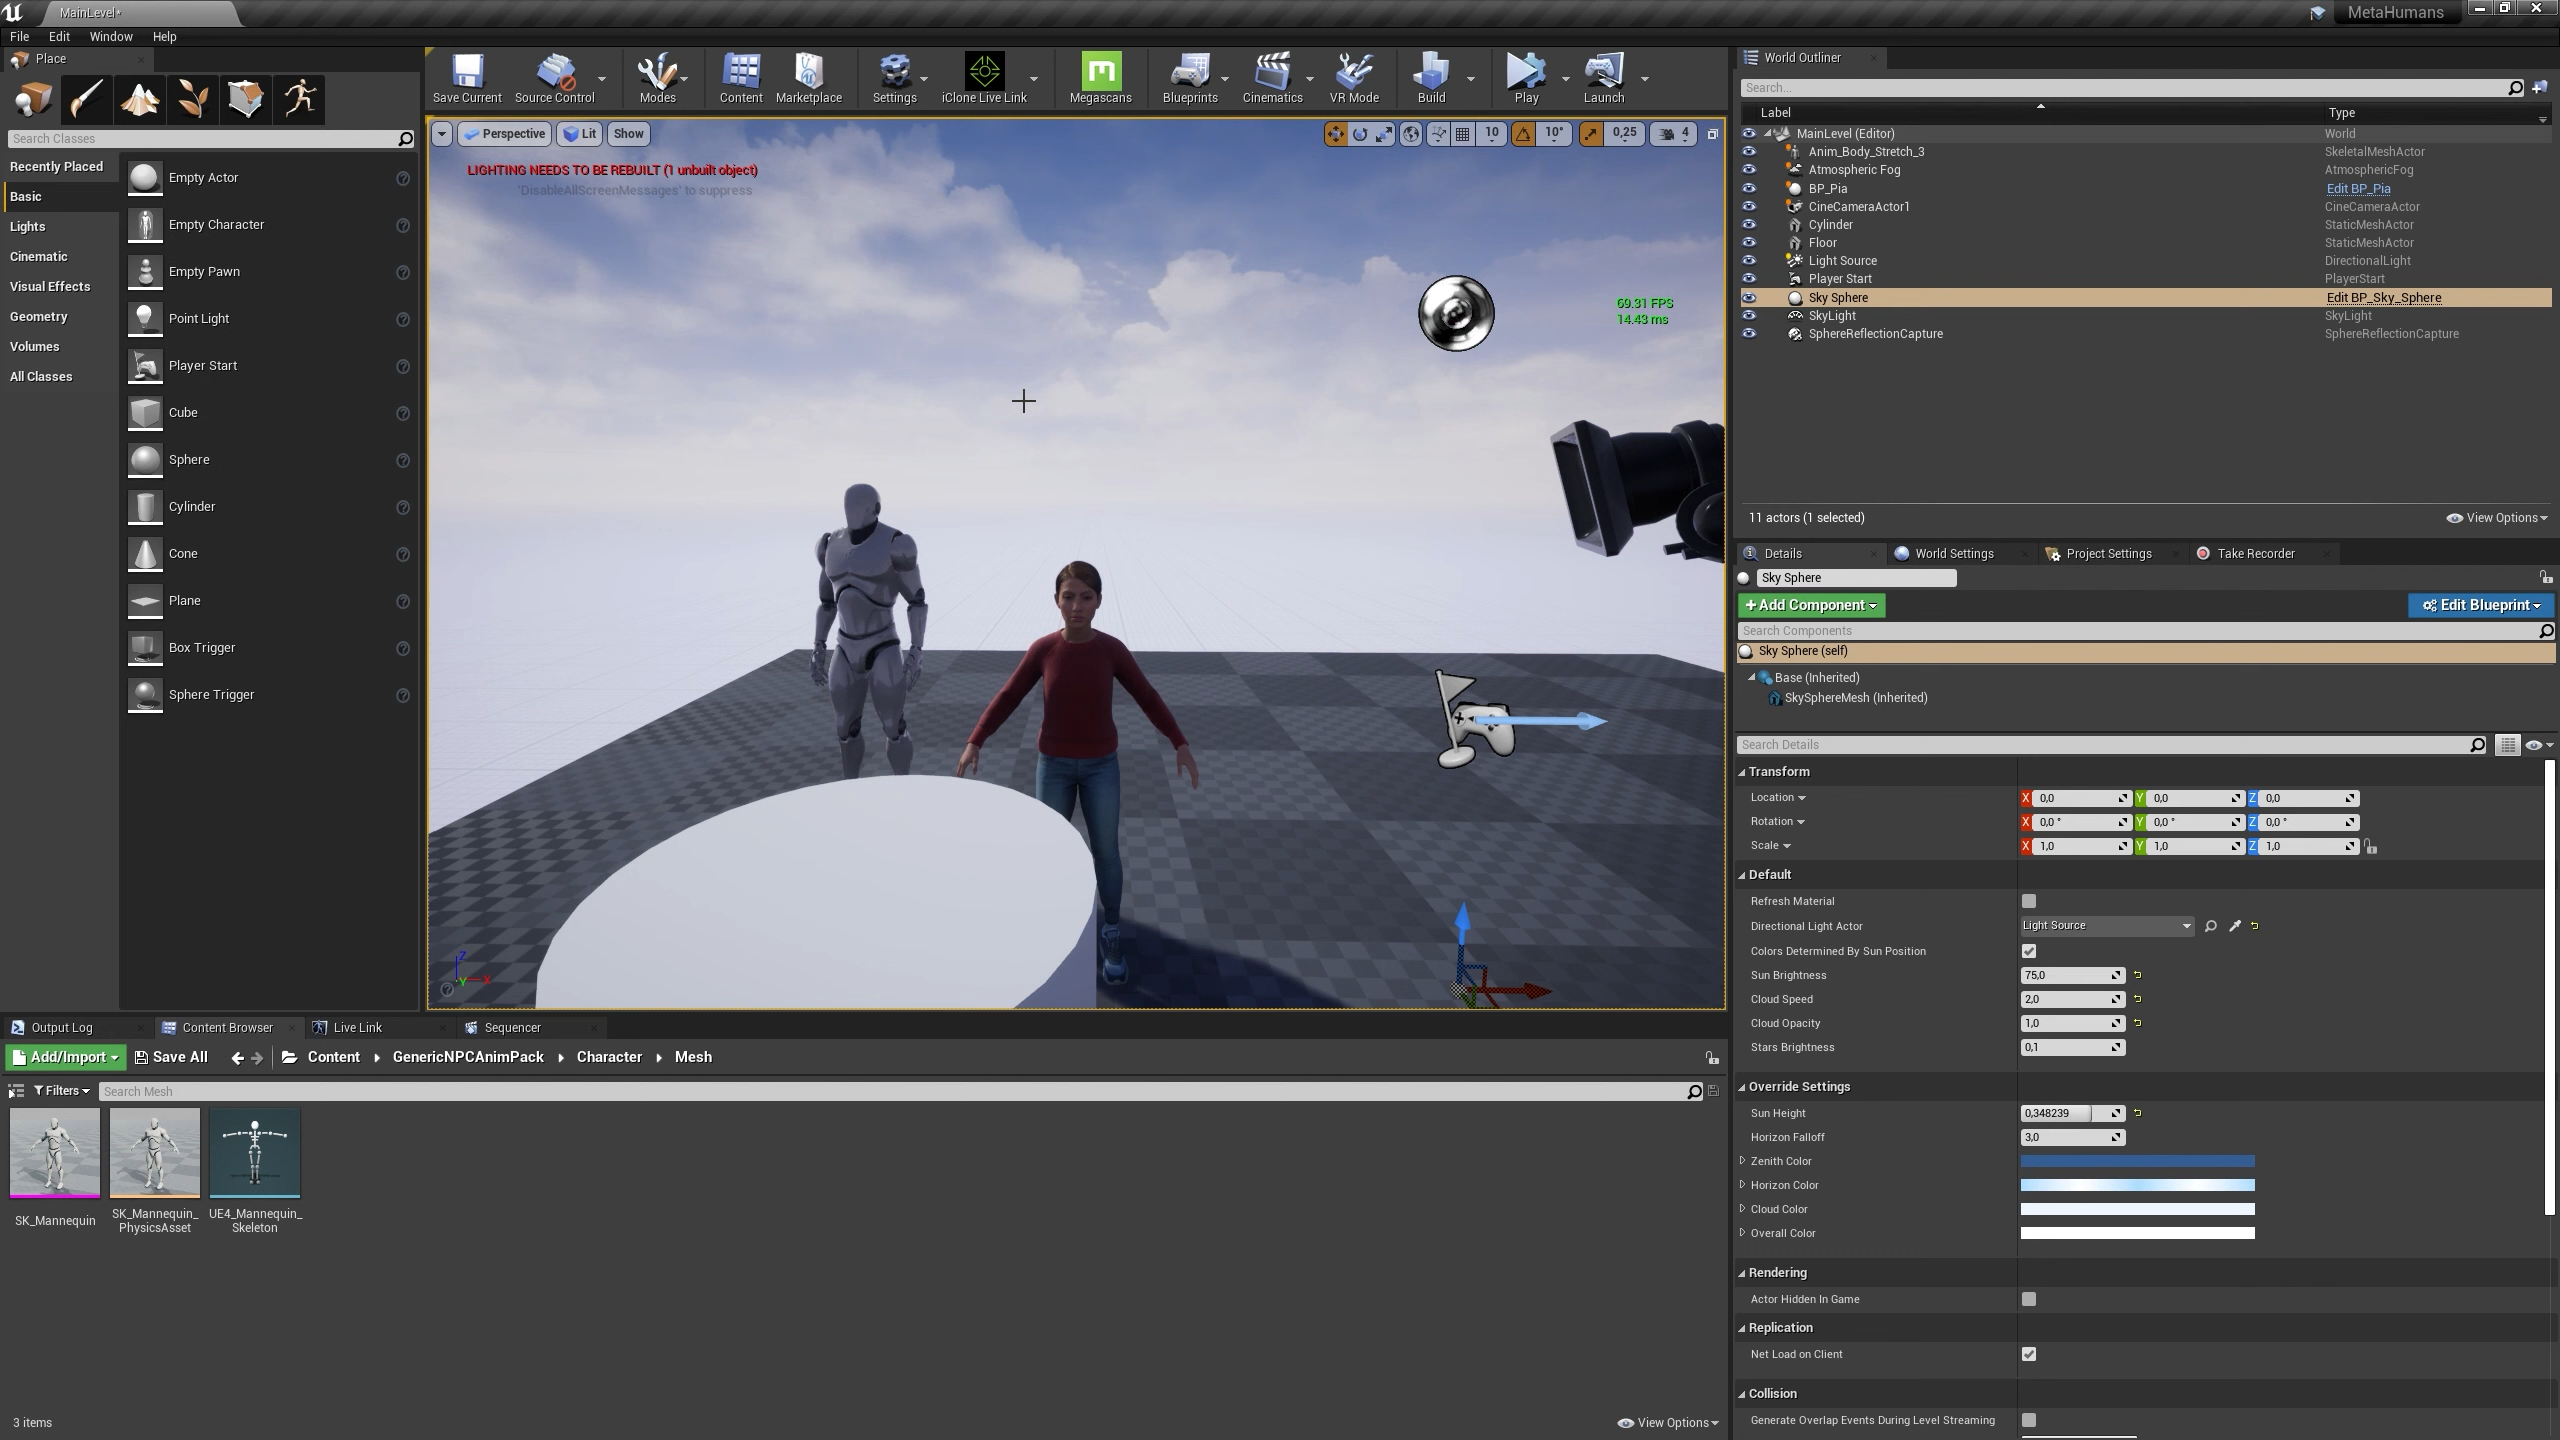 MainLevel*
MetaHumans
File Edit Window Help
Place
Save Current Source Control Modes Content Marketplace Settings iClone Live Link Megascans Blueprints Cinematics VR Mode Build Play Launch
Search Classes
Recently Placed
Basic
Lights
Cinematic
Visual Effects
Geometry
Volumes
All Classes
Empty Actor
Empty Character
Empty Pawn
Point Light
Player Start
Cube
Sphere
Cylinder
Cone
Plane
Box Trigger
Sphere Trigger
Perspective Lit Show
10 10° 0,25 4
LIGHTING NEEDS TO BE REBUILT (1 unbuilt object)
'DisableAllScreenMessages' to suppress
69.31 FPS
14.43 ms
Z
Y X
World Outliner
Search...
Label Type
MainLevel (Editor) World
Anim_Body_Stretch_3 SkeletalMeshActor
Atmospheric Fog AtmosphericFog
BP_Pia Edit BP_Pia
CineCameraActor1 CineCameraActor
Cylinder StaticMeshActor
Floor StaticMeshActor
Light Source DirectionalLight
Player Start PlayerStart
Sky Sphere Edit BP_Sky_Sphere
SkyLight SkyLight
SphereReflectionCapture SphereReflectionCapture
11 actors (1 selected) View Options
Details World Settings Project Settings Take Recorder
Sky Sphere
+Add Component Edit Blueprint
Search Components
Sky Sphere (self)
Base (Inherited)
SkySphereMesh (Inherited)
Search Details
Transform
Location X 0,0 Y 0,0 Z 0,0
Rotation X 0,0 ° Y 0,0 ° Z 0,0 °
Scale X 1,0 Y 1,0 Z 1,0
Default
Refresh Material
Directional Light Actor Light Source
Colors Determined By Sun Position
Sun Brightness 75,0
Cloud Speed 2,0
Cloud Opacity 1,0
Stars Brightness 0,1
Override Settings
Sun Height 0,348239
Horizon Falloff 3,0
Zenith Color
Horizon Color
Cloud Color
Overall Color
Rendering
Actor Hidden In Game
Replication
Net Load on Client
Collision
Generate Overlap Events During Level Streaming
Output Log Content Browser Live Link Sequencer
Add/Import Save All Content GenericNPCAnimPack Character Mesh
Filters Search Mesh
SK_Mannequin
SK_Mannequin_
PhysicsAsset
UE4_Mannequin_
Skeleton
3 items View Options